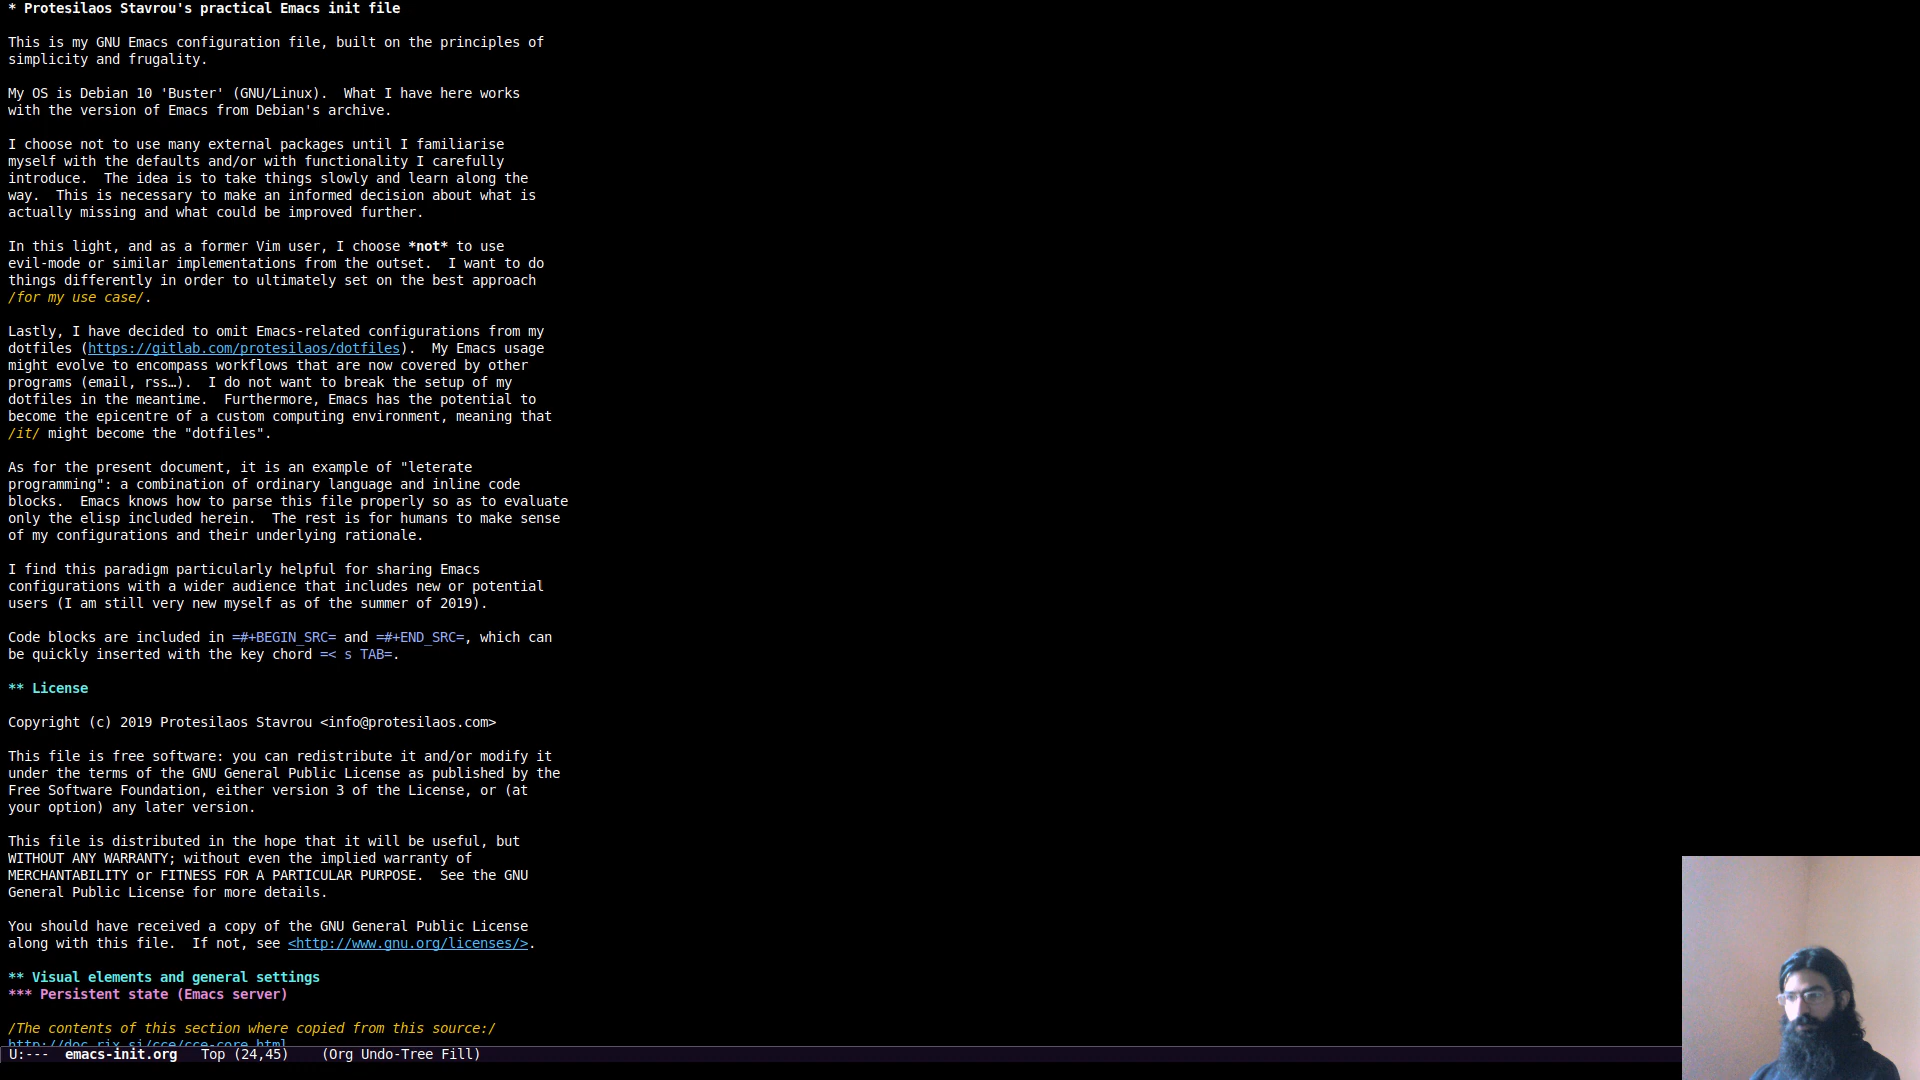 * Protesilaos Stavrou's practical Emacs init file
This is my GNU Emacs configuration file, built on the principles of
simplicity and frugality.
My OS is Debian 10 'Buster' (GNU/Linux).  What I have here works
with the version of Emacs from Debian's archive.
I choose not to use many external packages until I familiarise
myself with the defaults and/or with functionality I carefully
introduce.  The idea is to take things slowly and learn along the
way.  This is necessary to make an informed decision about what is
actually missing and what could be improved further.
In this light, and as a former Vim user, I choose *not* to use
evil-mode or similar implementations from the outset.  I want to do
things differently in order to ultimately set on the best approach
/for my use case/.
Lastly, I have decided to omit Emacs-related configurations from my
dotfiles (https://gitlab.com/protesilaos/dotfiles).  My Emacs usage
might evolve to encompass workflows that are now covered by other
programs (email, rss…).  I do not want to break the setup of my
dotfiles in the meantime.  Furthermore, Emacs has the potential to
become the epicentre of a custom computing environment, meaning that
/it/ might become the "dotfiles".
As for the present document, it is an example of "leterate
programming": a combination of ordinary language and inline code
blocks.  Emacs knows how to parse this file properly so as to evaluate
only the elisp included herein.  The rest is for humans to make sense
of my configurations and their underlying rationale.
I find this paradigm particularly helpful for sharing Emacs
configurations with a wider audience that includes new or potential
users (I am still very new myself as of the summer of 2019).
Code blocks are included in =#+BEGIN_SRC= and =#+END_SRC=, which can
be quickly inserted with the key chord =< s TAB=.
** License
Copyright (c) 2019 Protesilaos Stavrou <info@protesilaos.com>
This file is free software: you can redistribute it and/or modify it
under the terms of the GNU General Public License as published by the
Free Software Foundation, either version 3 of the License, or (at
your option) any later version.
This file is distributed in the hope that it will be useful, but
WITHOUT ANY WARRANTY; without even the implied warranty of
MERCHANTABILITY or FITNESS FOR A PARTICULAR PURPOSE.  See the GNU
General Public License for more details.
You should have received a copy of the GNU General Public License
along with this file.  If not, see <http://www.gnu.org/licenses/>.
** Visual elements and general settings
*** Persistent state (Emacs server)
/The contents of this section where copied from this source:/
http://doc.rix.si/cce/cce-core.html
U:---  emacs-init.org   Top (24,45)    (Org Undo-Tree Fill)